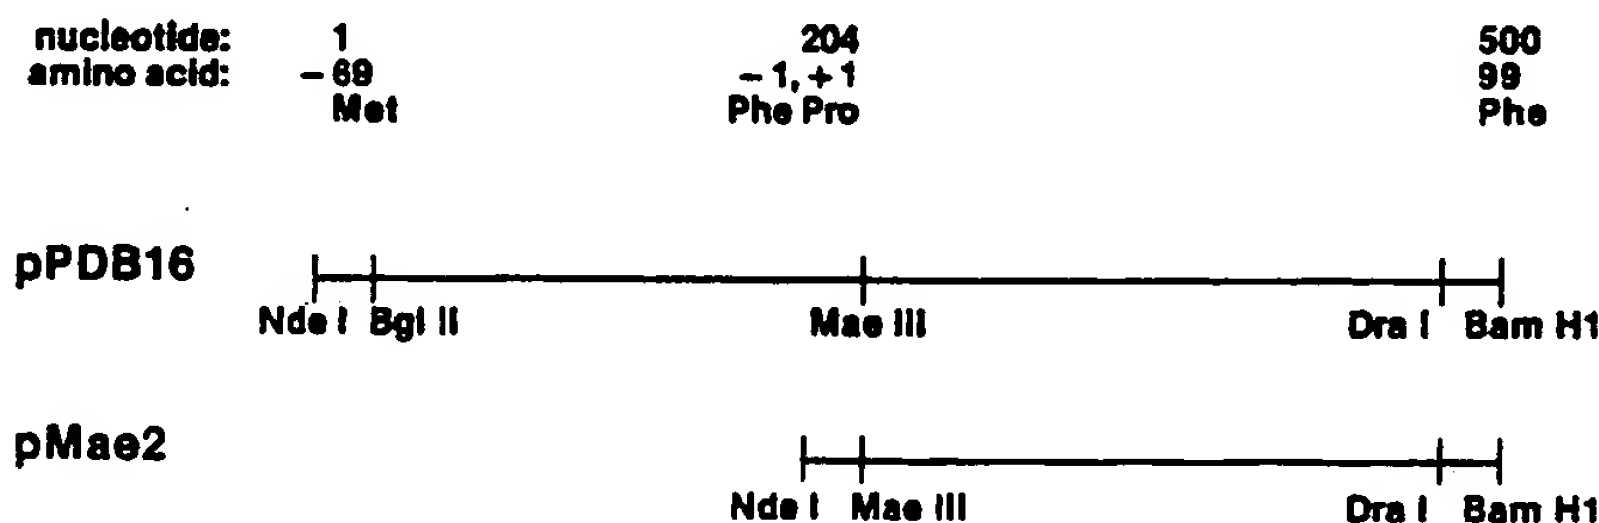 nucleotide: 1 204 500
amino acid: – 69 – 1, + 1 99
Met Phe Pro Phe
pPDB16
Nde I Bgl II Mae III Dra I Bam H1
pMae2
Nde I Mae III Dra I Bam H1